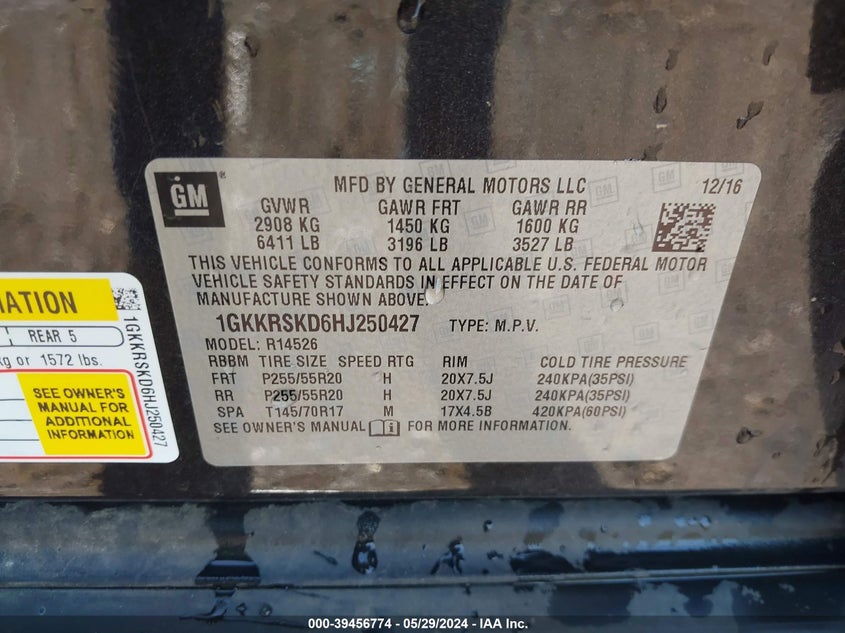 GM
MFD BY GENERAL MOTORS LLC 12/16
GVWR GAWR FRT GAWR RR
2908 KG 1450 KG 1600 KG
6411 LB 3196 LB 3527 LB
THIS VEHICLE CONFORMS TO ALL APPLICABLE U.S. FEDERAL MOTOR
VEHICLE SAFETY STANDARDS IN EFFECT ON THE DATE OF
MANUFACTURE SHOWN ABOVE.
1GKKRSKD6HJ250427 TYPE: M.P.V.
MODEL: R14526
RBBM TIRE SIZE SPEED RTG RIM COLD TIRE PRESSURE
FRT P255/55R20 H 20X7.5J 240KPA(35PSI)
RR P255/55R20 H 20X7.5J 240KPA(35PSI)
SPA T145/70R17 M 17X4.5B 420KPA(60PSI)
SEE OWNER'S MANUAL i FOR MORE INFORMATION.
MATION
REAR 5
kg or 1572 lbs.
SEE OWNER'S
MANUAL FOR
ADDITIONAL
INFORMATION
1GKKRSKD6HJ250427
000-39456774 — 05/29/2024 — IAA Inc.